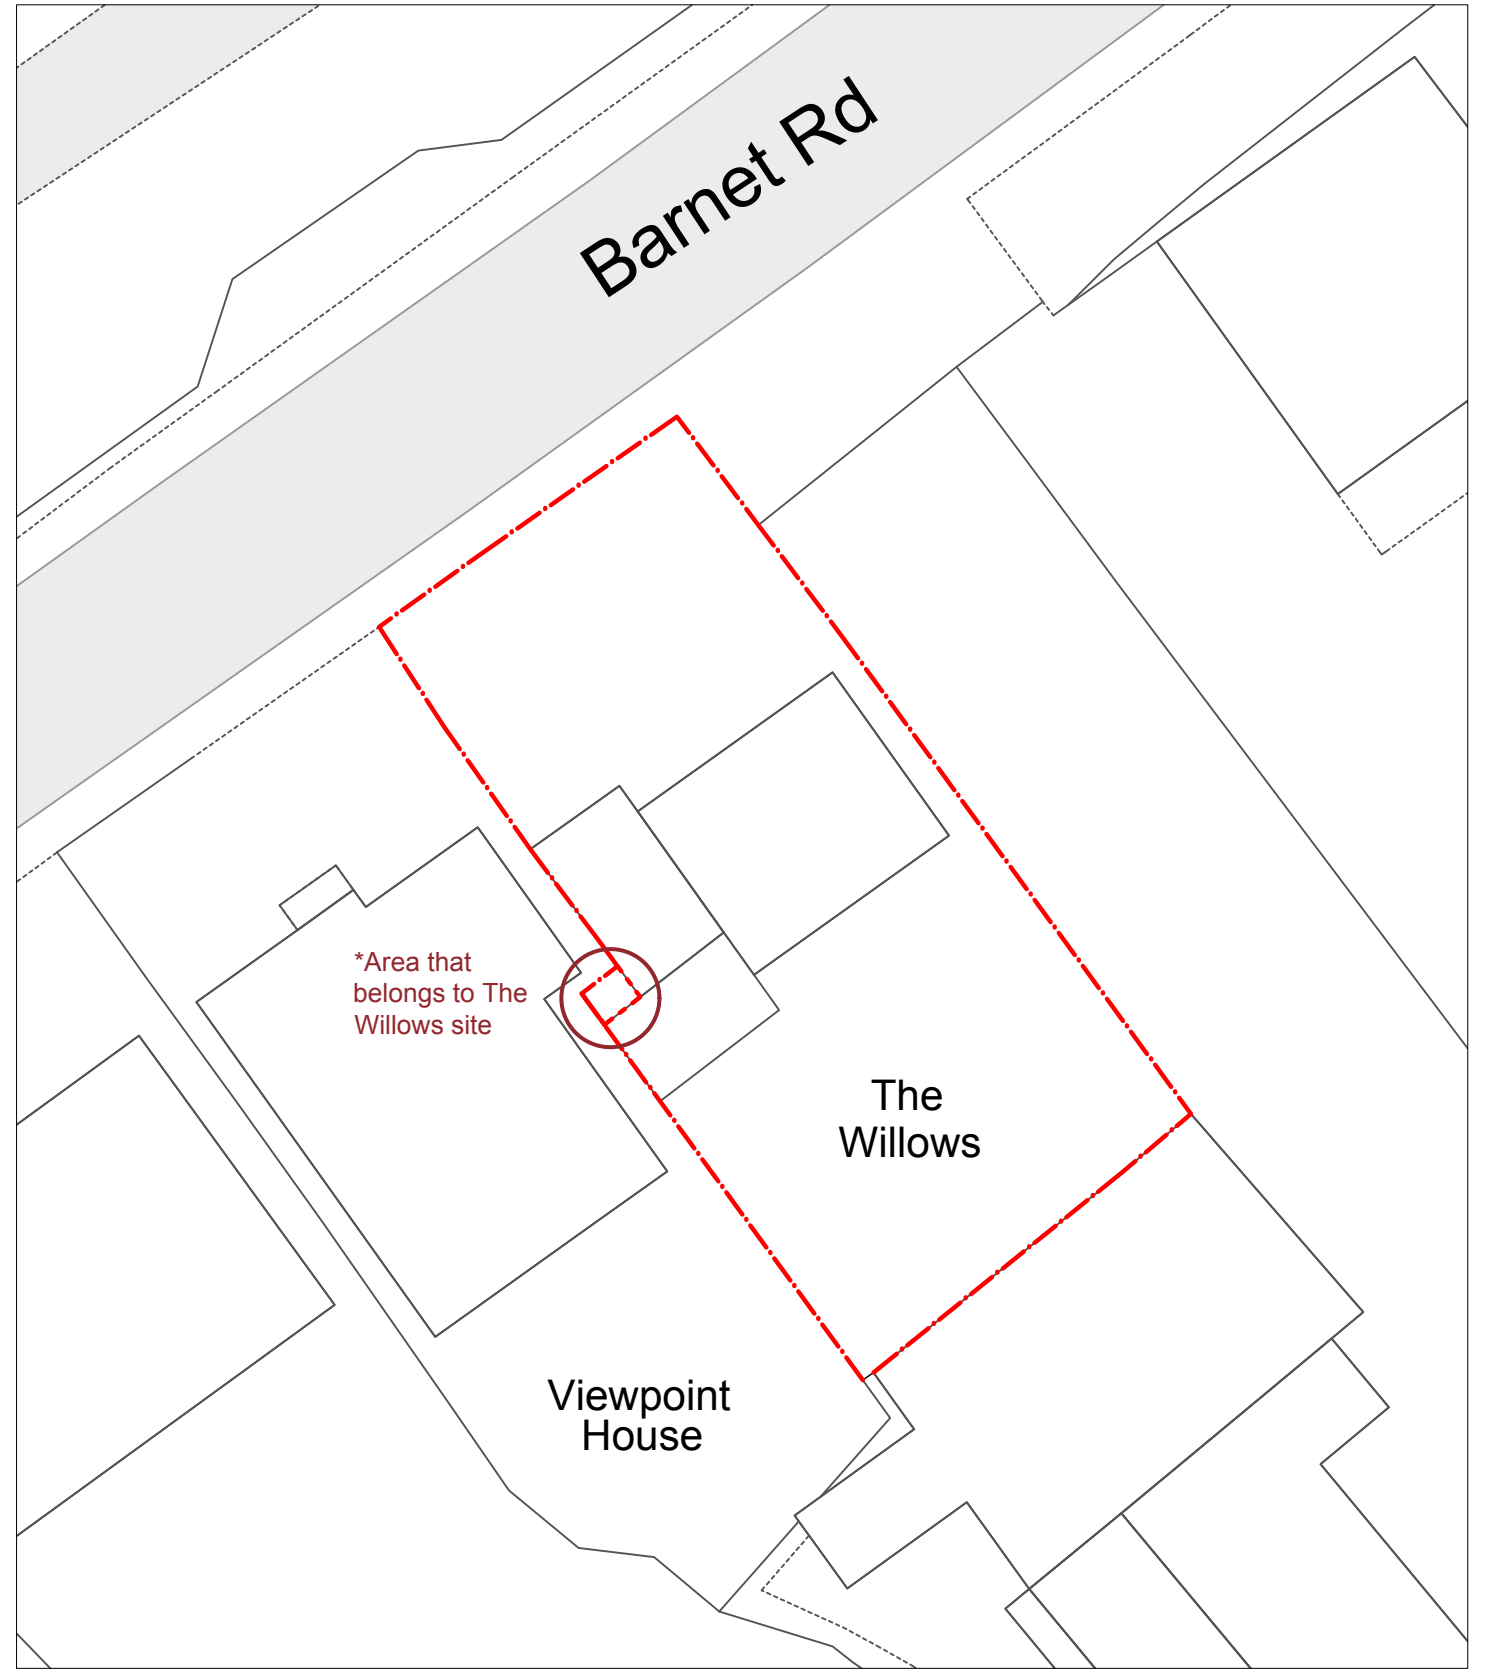 Barnet Rd
*Area that
belongs to The
Willows site
The
Willows
Viewpoint
House